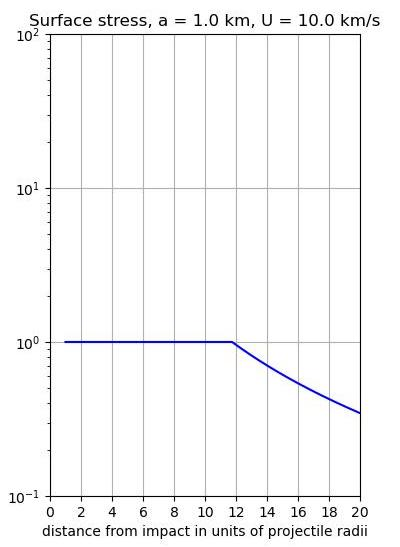 Surface stress, a = 1.0 km, U = 10.0 km/s
10²
10¹
10⁰
10⁻¹
0 2 4 6 8 10 12 14 16 18 20
distance from impact in units of projectile radii